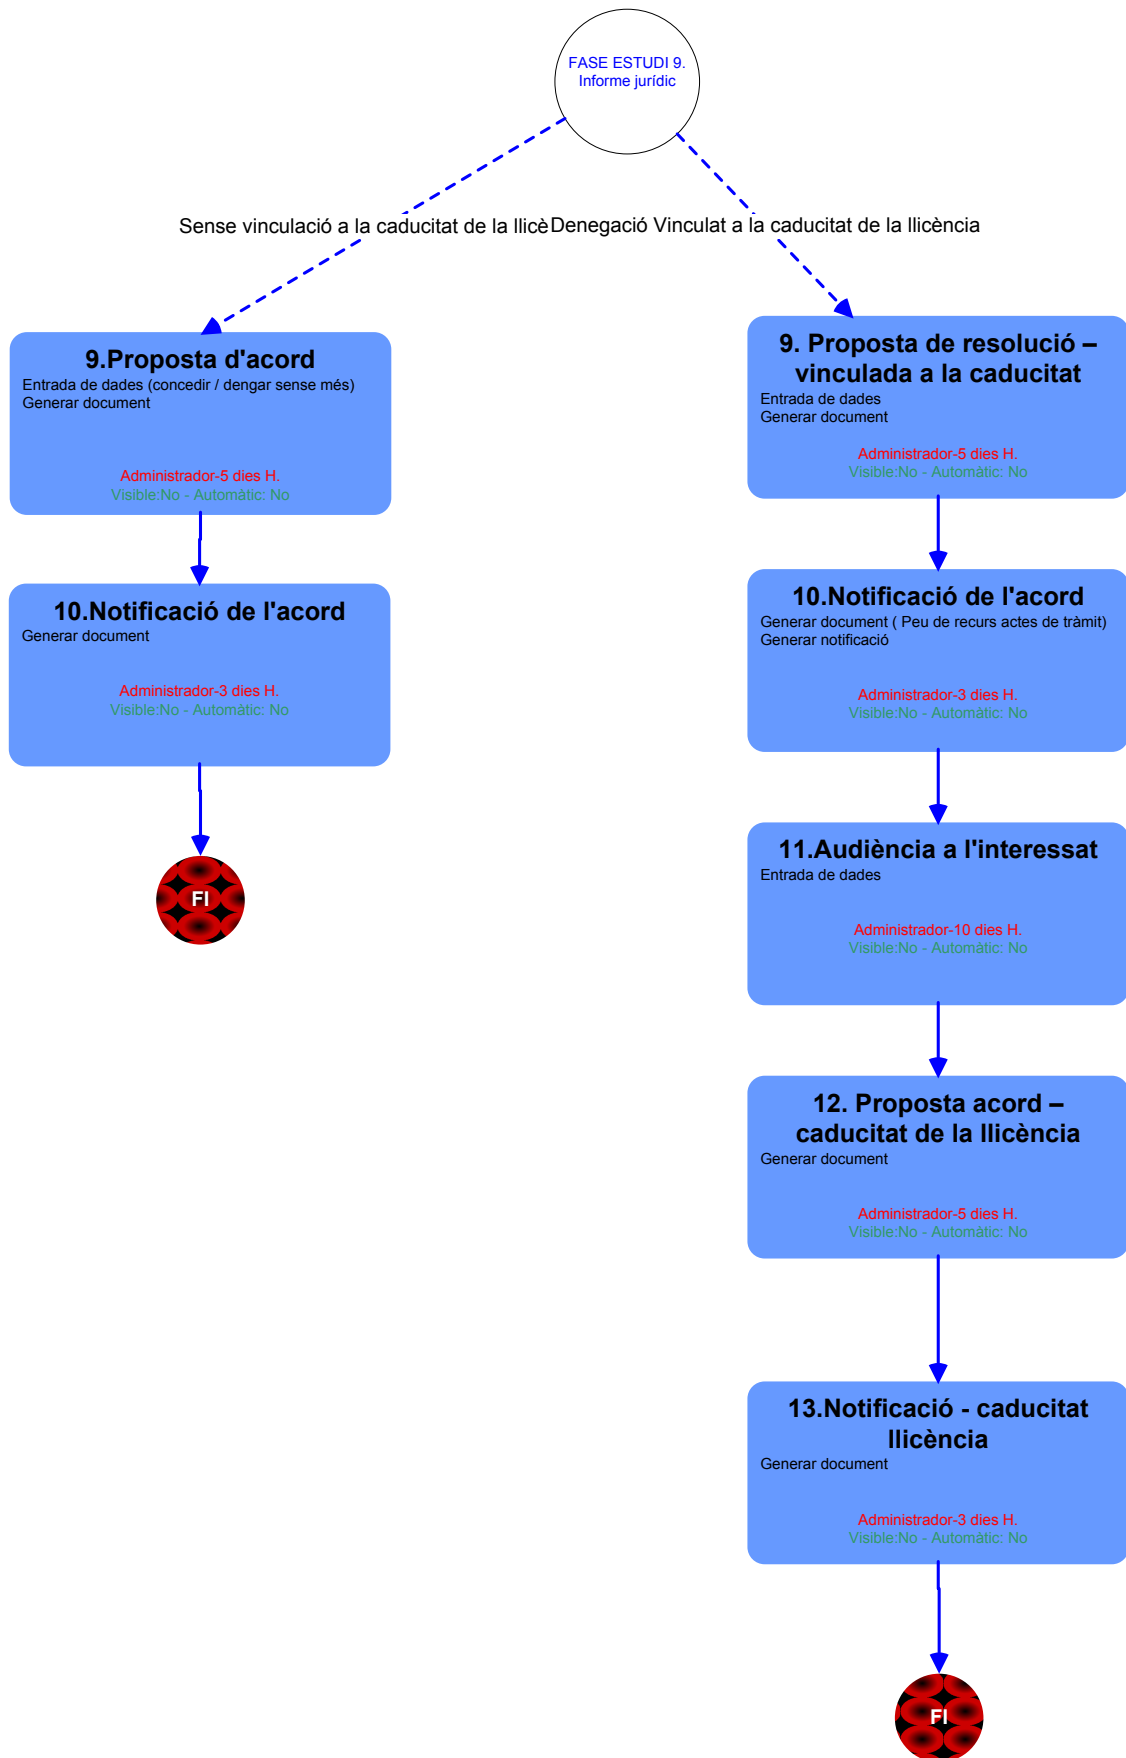 FASE ESTUDI 9.
Informe jurídic
Sense vinculació a la caducitat de la llicè
Denegació Vinculat a la caducitat de la llicència
9.Proposta d'acord
Entrada de dades (concedir / dengar sense més)
Generar document
Administrador-5 dies H.
Visible:No - Automàtic: No
10.Notificació de l'acord
Generar document
Administrador-3 dies H.
Visible:No - Automàtic: No
FI
9. Proposta de resolució –
vinculada a la caducitat
Entrada de dades
Generar document
Administrador-5 dies H.
Visible:No - Automàtic: No
10.Notificació de l'acord
Generar document ( Peu de recurs actes de tràmit)
Generar notificació
Administrador-3 dies H.
Visible:No - Automàtic: No
11.Audiència a l'interessat
Entrada de dades
Administrador-10 dies H.
Visible:No - Automàtic: No
12. Proposta acord –
caducitat de la llicència
Generar document
Administrador-5 dies H.
Visible:No - Automàtic: No
13.Notificació - caducitat
llicència
Generar document
Administrador-3 dies H.
Visible:No - Automàtic: No
FI